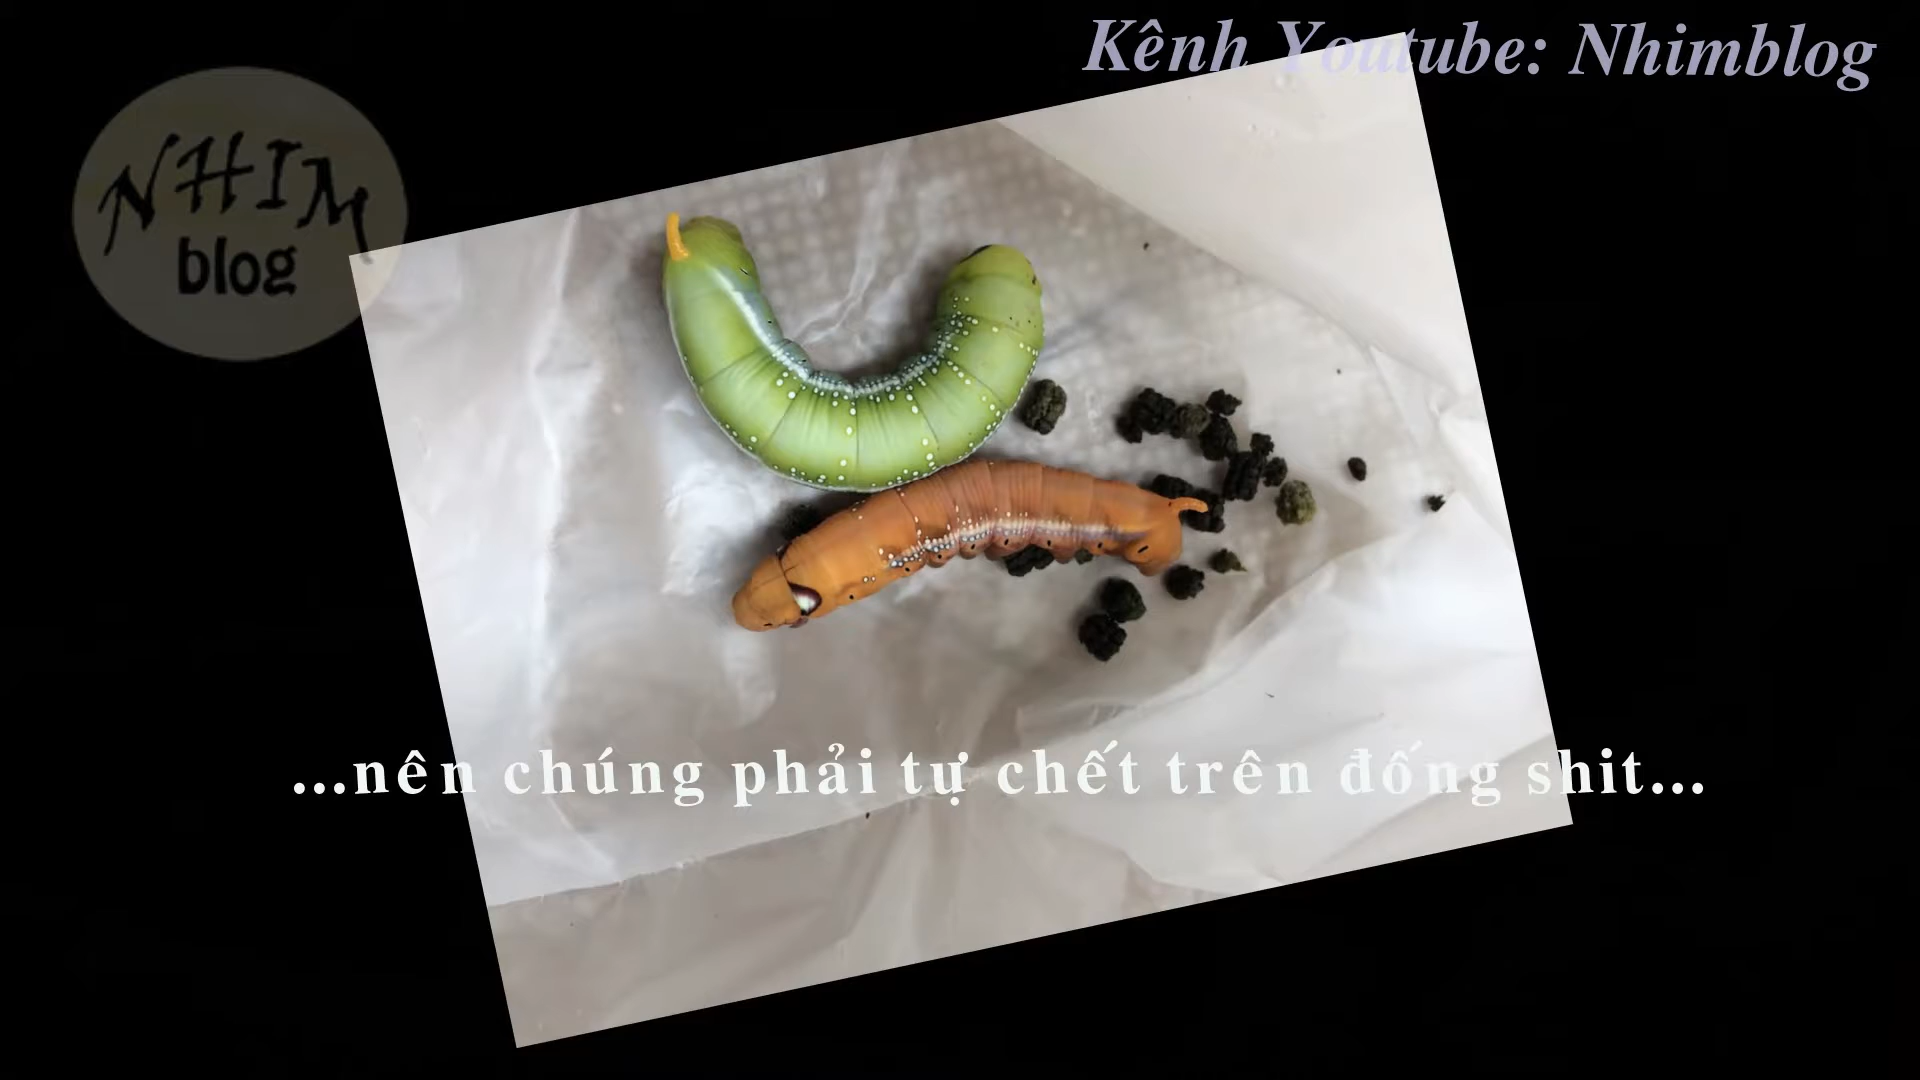 Kênh Youtube: Nhimblog
NHIM
blog
...nên chúng phải tự chết trên đống shit...